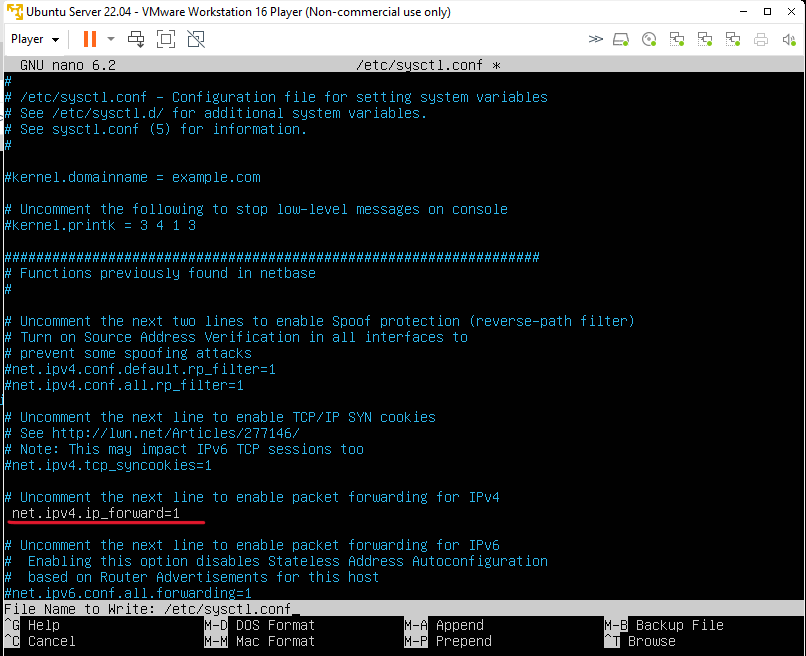 Ubuntu Server 22.04 - VMware Workstation 16 Player (Non-commercial use only)
Player
GNU nano 6.2 /etc/sysctl.conf *
#
# /etc/sysctl.conf - Configuration file for setting system variables
# See /etc/sysctl.d/ for additional system variables.
# See sysctl.conf (5) for information.
#
#kernel.domainname = example.com
# Uncomment the following to stop low-level messages on console
#kernel.printk = 3 4 1 3
###################################################################
# Functions previously found in netbase
#
# Uncomment the next two lines to enable Spoof protection (reverse-path filter)
# Turn on Source Address Verification in all interfaces to
# prevent some spoofing attacks
#net.ipv4.conf.default.rp_filter=1
#net.ipv4.conf.all.rp_filter=1
# Uncomment the next line to enable TCP/IP SYN cookies
# See http://lwn.net/Articles/277146/
# Note: This may impact IPv6 TCP sessions too
#net.ipv4.tcp_syncookies=1
# Uncomment the next line to enable packet forwarding for IPv4
net.ipv4.ip_forward=1
# Uncomment the next line to enable packet forwarding for IPv6
#  Enabling this option disables Stateless Address Autoconfiguration
#  based on Router Advertisements for this host
#net.ipv6.conf.all.forwarding=1
File Name to Write: /etc/sysctl.conf_
^G Help M-D DOS Format M-A Append M-B Backup File
^C Cancel M-M Mac Format M-P Prepend ^T Browse